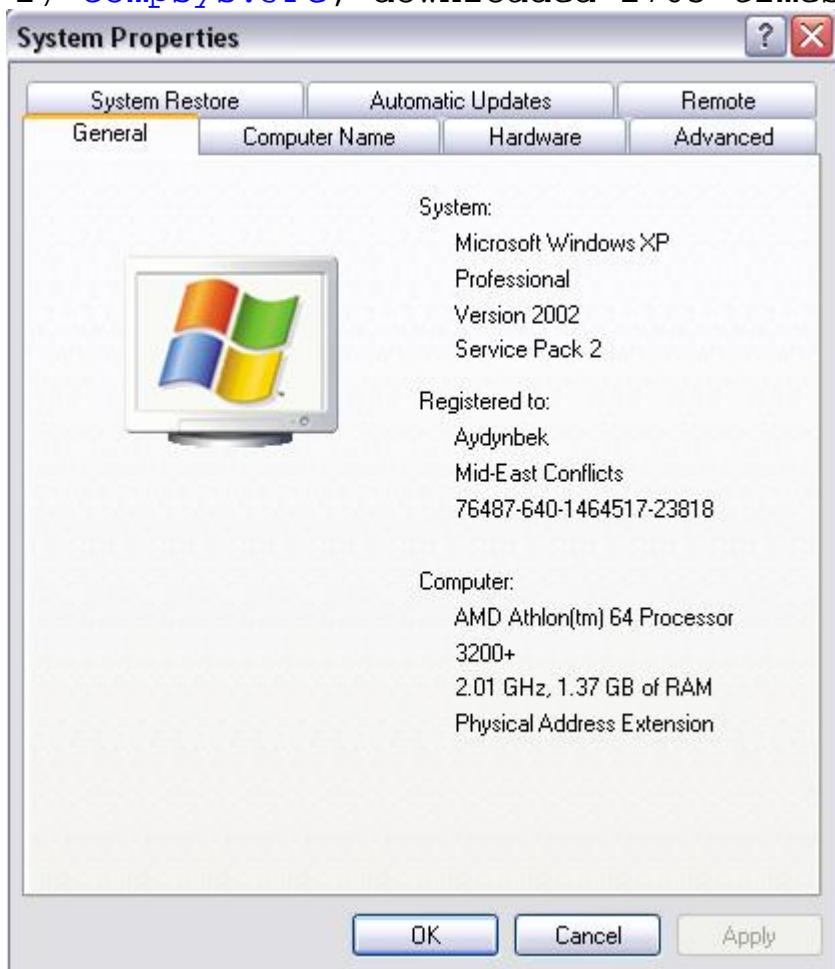 System Properties
System Restore Automatic Updates Remote
General Computer Name Hardware Advanced
System:
Microsoft Windows XP
Professional
Version 2002
Service Pack 2
Registered to:
Aydynbek
Mid-East Conflicts
76487-640-1464517-23818
Computer:
AMD Athlon(tm) 64 Processor
3200+
2.01 GHz, 1.37 GB of RAM
Physical Address Extension
OK Cancel Apply